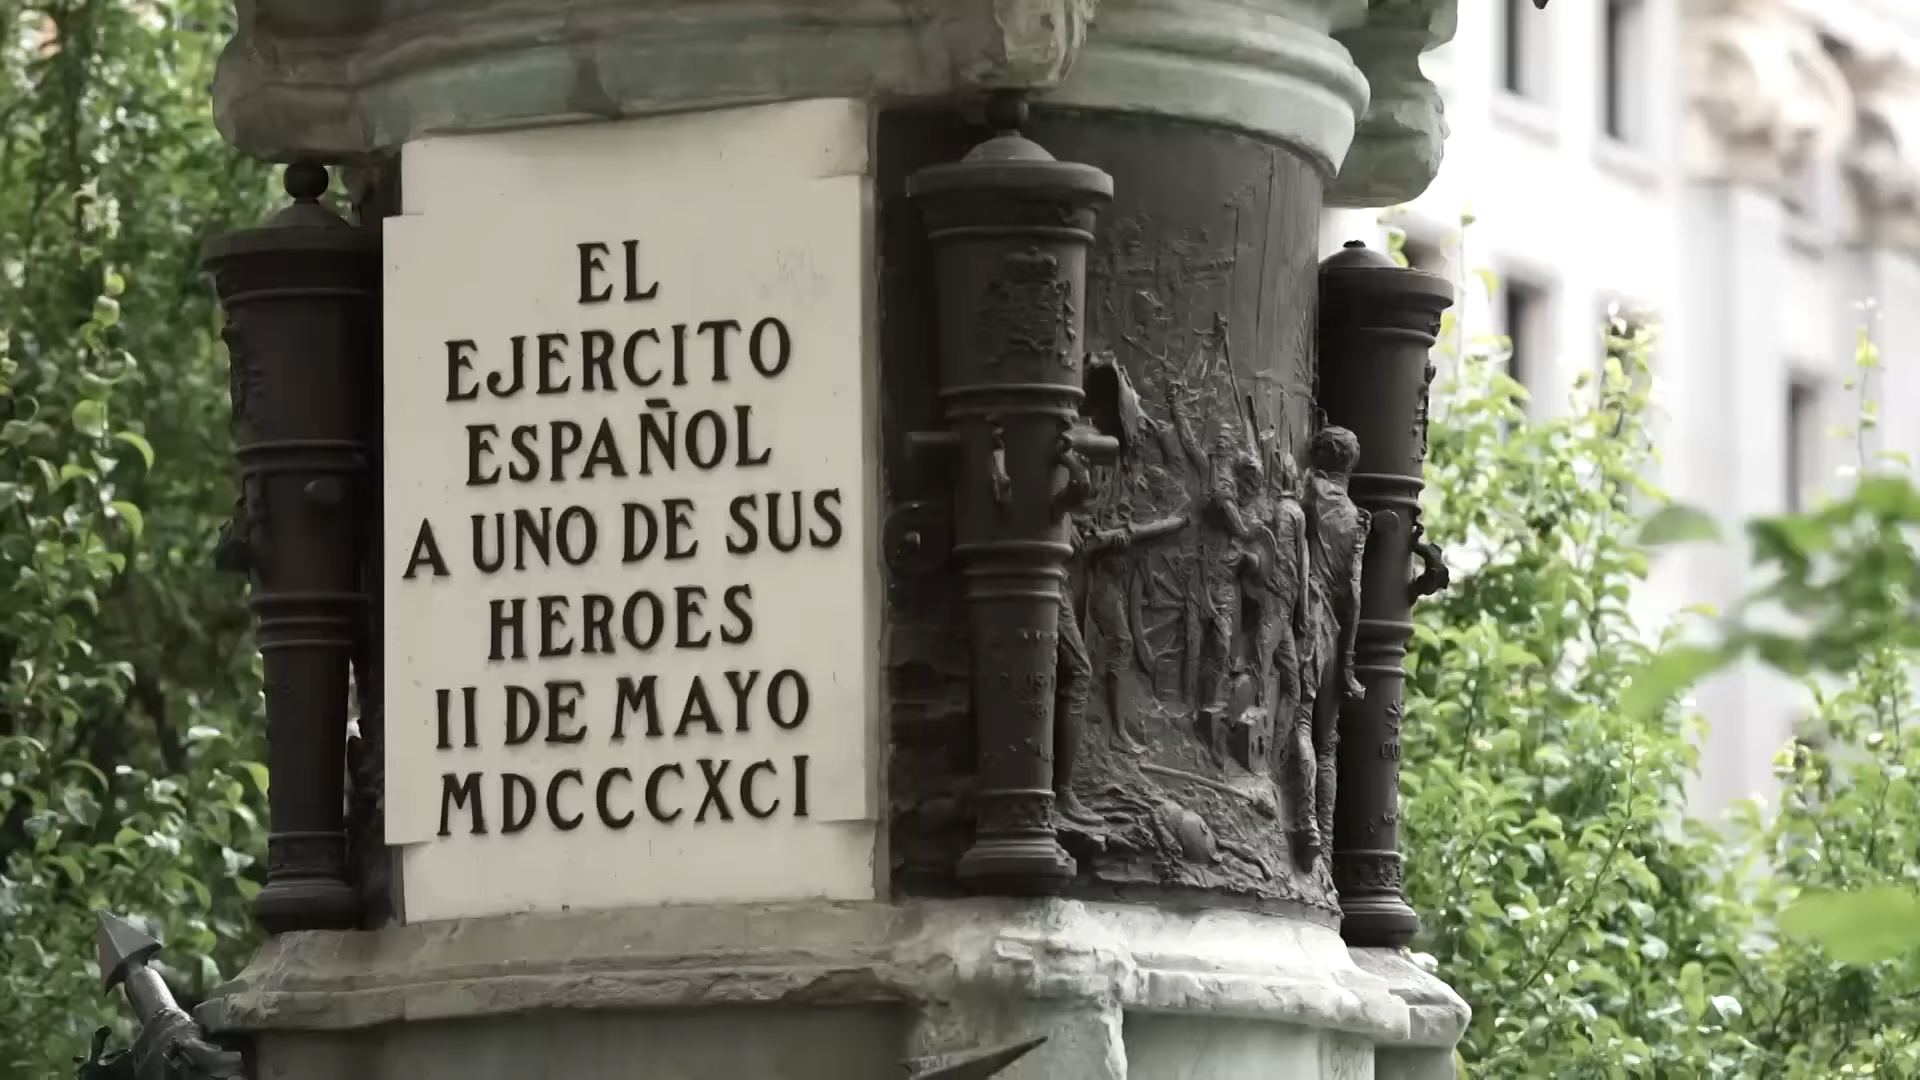 EL
EJERCITO
ESPAÑOL
A UNO DE SUS
HEROES
II DE MAYO
MDCCCXCI